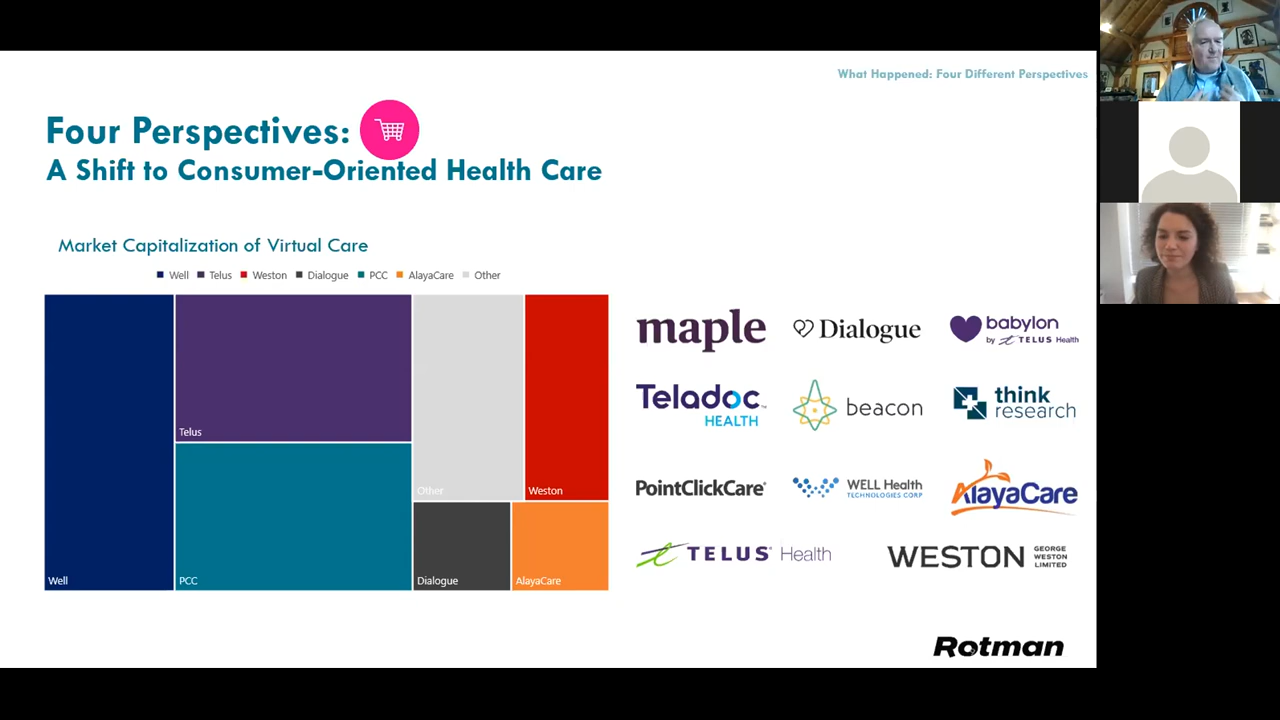 What Happened: Four Different Perspectives
Four Perspectives:
A Shift to Consumer-Oriented Health Care
Market Capitalization of Virtual Care
Well Telus Weston Dialogue PCC AlayaCare Other
Telus
Other
Weston
Well
PCC
Dialogue
AlayaCare
maple
Dialogue
babylon
by TELUS Health
Teladoc™
HEALTH
beacon
think
research
PointClickCare®
WELL Health
TECHNOLOGIES CORP
AlayaCare
TELUS® Health
WESTON
GEORGE
WESTON
LIMITED
Rotman